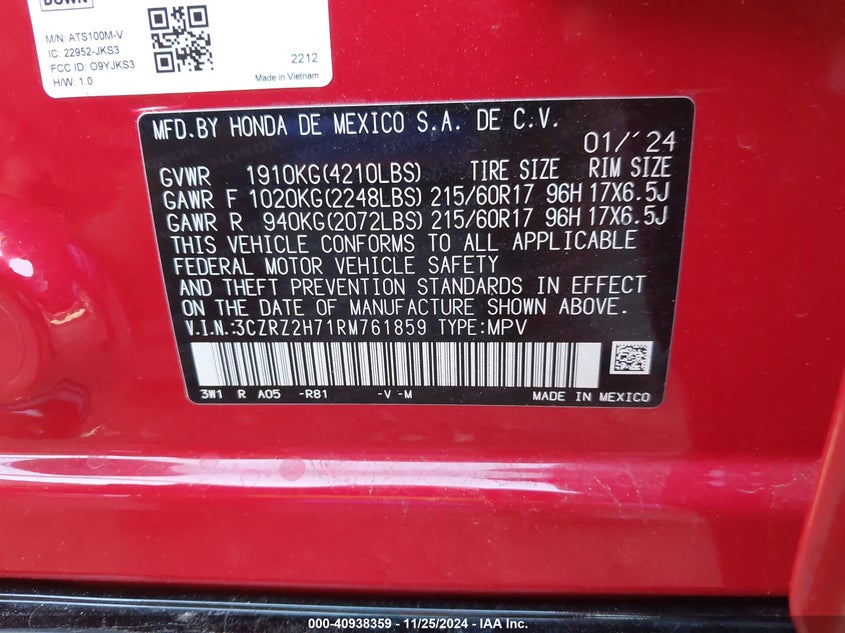 DOWN
M/N: ATS100M-V
IC: 22952-JKS3
FCC ID: O9YJKS3
H/W: 1.0
2212
Made in Vietnam
MFD.BY HONDA DE MEXICO S.A. DE C.V.
01/'24
GVWR 1910KG(4210LBS) TIRE SIZE RIM SIZE
GAWR F 1020KG(2248LBS) 215/60R17 96H 17X6.5J
GAWR R 940KG(2072LBS) 215/60R17 96H 17X6.5J
THIS VEHICLE CONFORMS TO ALL APPLICABLE
FEDERAL MOTOR VEHICLE SAFETY
AND THEFT PREVENTION STANDARDS IN EFFECT
ON THE DATE OF MANUFACTURE SHOWN ABOVE.
V.I.N.:3CZRZ2H71RM761859 TYPE:MPV
3W1 R A05 -R81 -V -M
MADE IN MEXICO
000-40938359 - 11/25/2024 - IAA Inc.